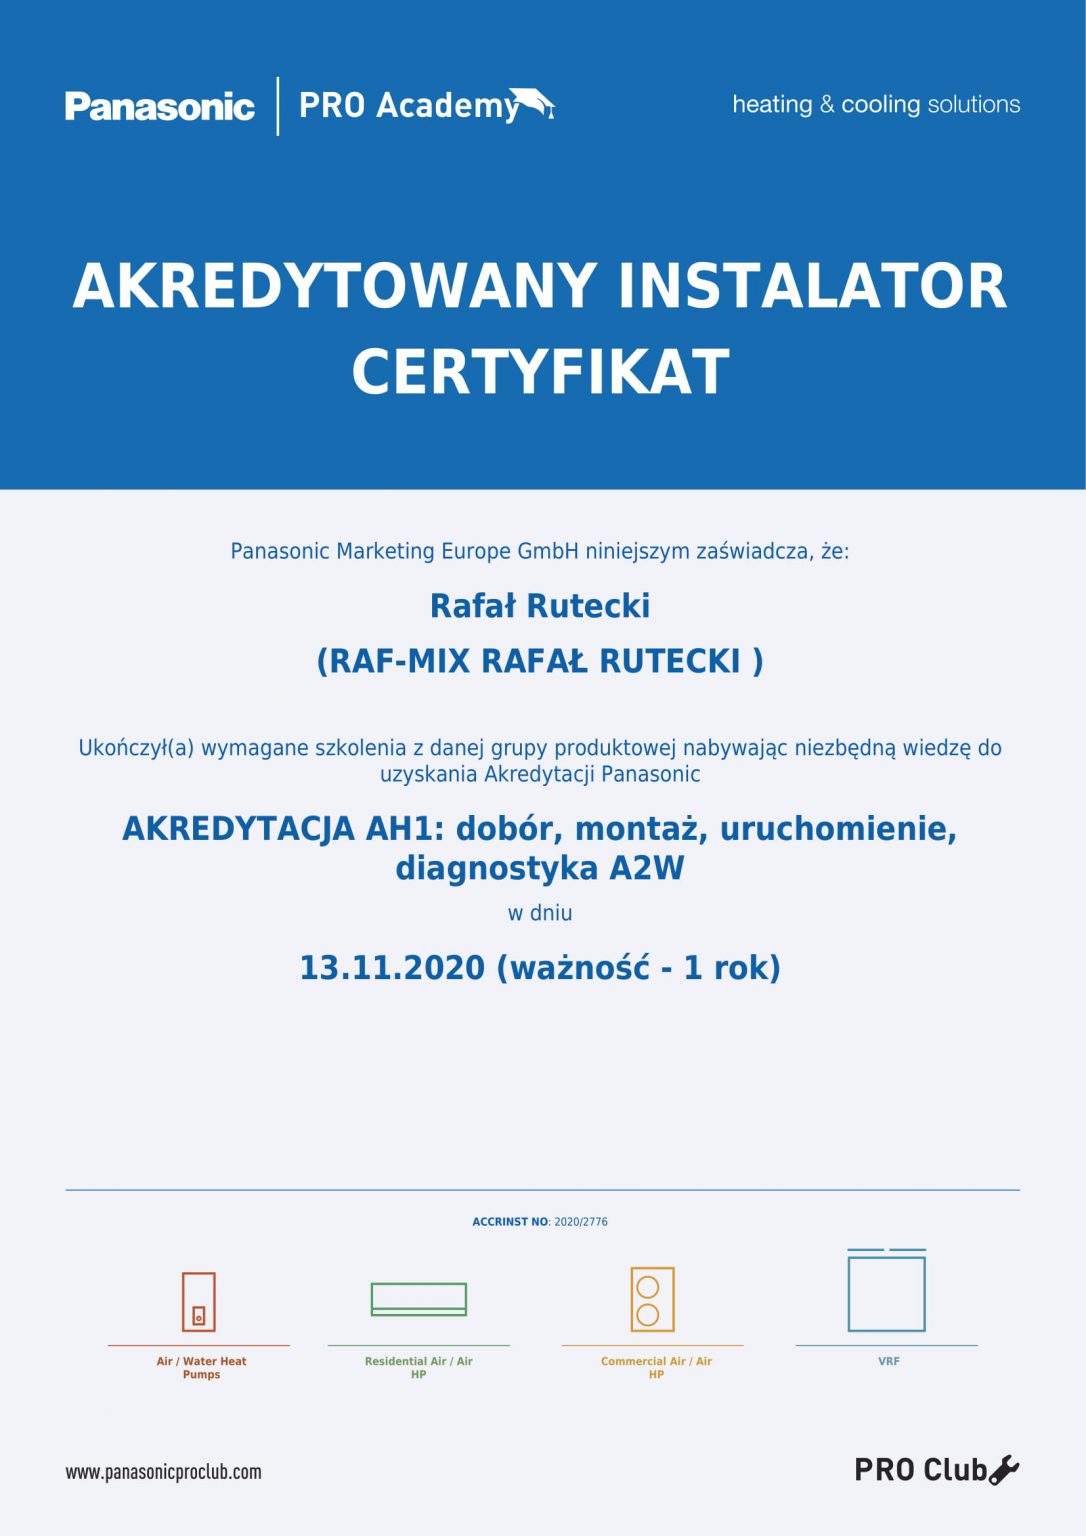 Panasonic PRO Academy heating & cooling solutions
AKREDYTOWANY INSTALATOR
CERTYFIKAT
Panasonic Marketing Europe GmbH niniejszym zaświadcza, że:
Rafał Rutecki
(RAF-MIX RAFAŁ RUTECKI )
Ukończył(a) wymagane szkolenia z danej grupy produktowej nabywając niezbędną wiedzę do
uzyskania Akredytacji Panasonic
AKREDYTACJA AH1: dobór, montaż, uruchomienie,
diagnostyka A2W
w dniu
13.11.2020 (ważność - 1 rok)
ACCRINST NO: 2020/2776
Air / Water Heat
Pumps
Residential Air / Air
HP
Commercial Air / Air
HP
VRF
www.panasonicproclub.com
PRO Club